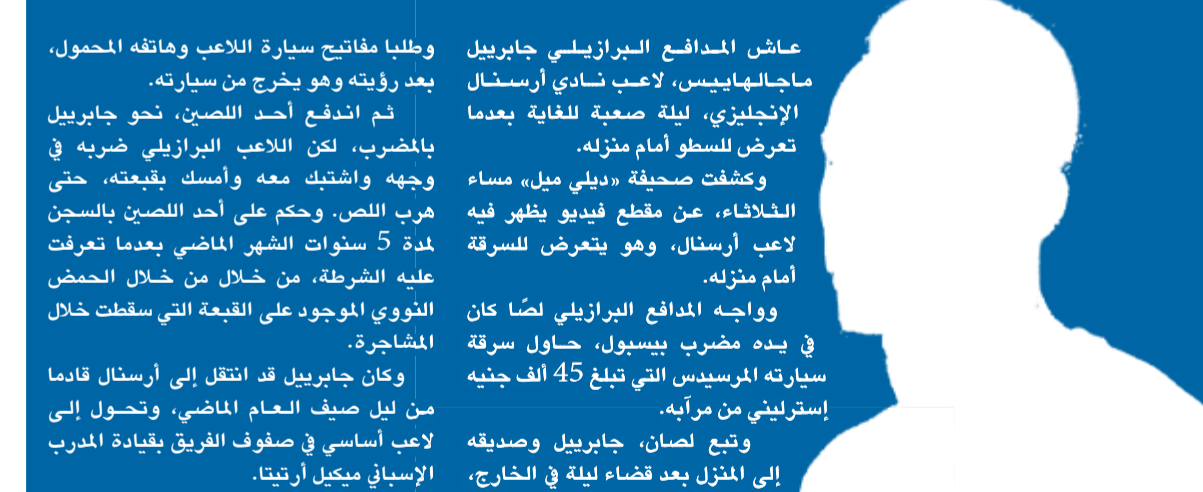 عاش المدافع البرازيلي جابرييل
ماجالهاييس، لاعب نادي أرسنال
الإنجليزي، ليلة صعبة للغاية بعدما
تعرض للسطو أمام منزله.
وكشفت صحيفة «ديلي ميل» مساء
الثلاثاء، عن مقطع فيديو يظهر فيه
لاعب أرسنال، وهو يتعرض للسرقة
أمام منزله.
وواجه المدافع البرازيلي لصًا كان
في يده مضرب بيسبول، حاول سرقة
سيارته المرسيدس التي تبلغ 45 ألف جنيه
إسترليني من مرآبه.
وتبع لصان، جابرييل وصديقه
إلى المنزل بعد قضاء ليلة في الخارج،
وطلبا مفاتيح سيارة اللاعب وهاتفه المحمول،
بعد رؤيته وهو يخرج من سيارته.
ثم اندفع أحد اللصين، نحو جابرييل
بالمضرب، لكن اللاعب البرازيلي ضربه في
وجهه واشتبك معه وأمسك بقبعته، حتى
هرب اللص. وحكم على أحد اللصين بالسجن
لمدة 5 سنوات الشهر الماضي بعدما تعرفت
عليه الشرطة، من خلال من خلال الحمض
النووي الموجود على القبعة التي سقطت خلال
المشاجرة.
وكان جابرييل قد انتقل إلى أرسنال قادما
من ليل صيف العام الماضي، وتحول إلى
لاعب أساسي في صفوف الفريق بقيادة المدرب
الإسباني ميكيل أرتيتا.